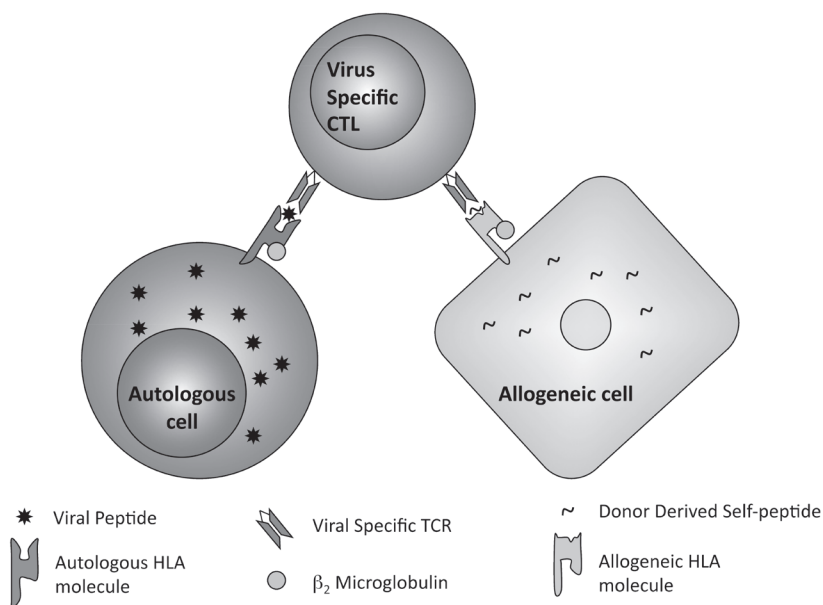 Virus
Specific
CTL
Autologous
cell
Allogeneic cell
Viral Peptide
Viral Specific TCR
Donor Derived Self-peptide
Autologous HLA
molecule
β₂ Microglobulin
Allogeneic HLA
molecule